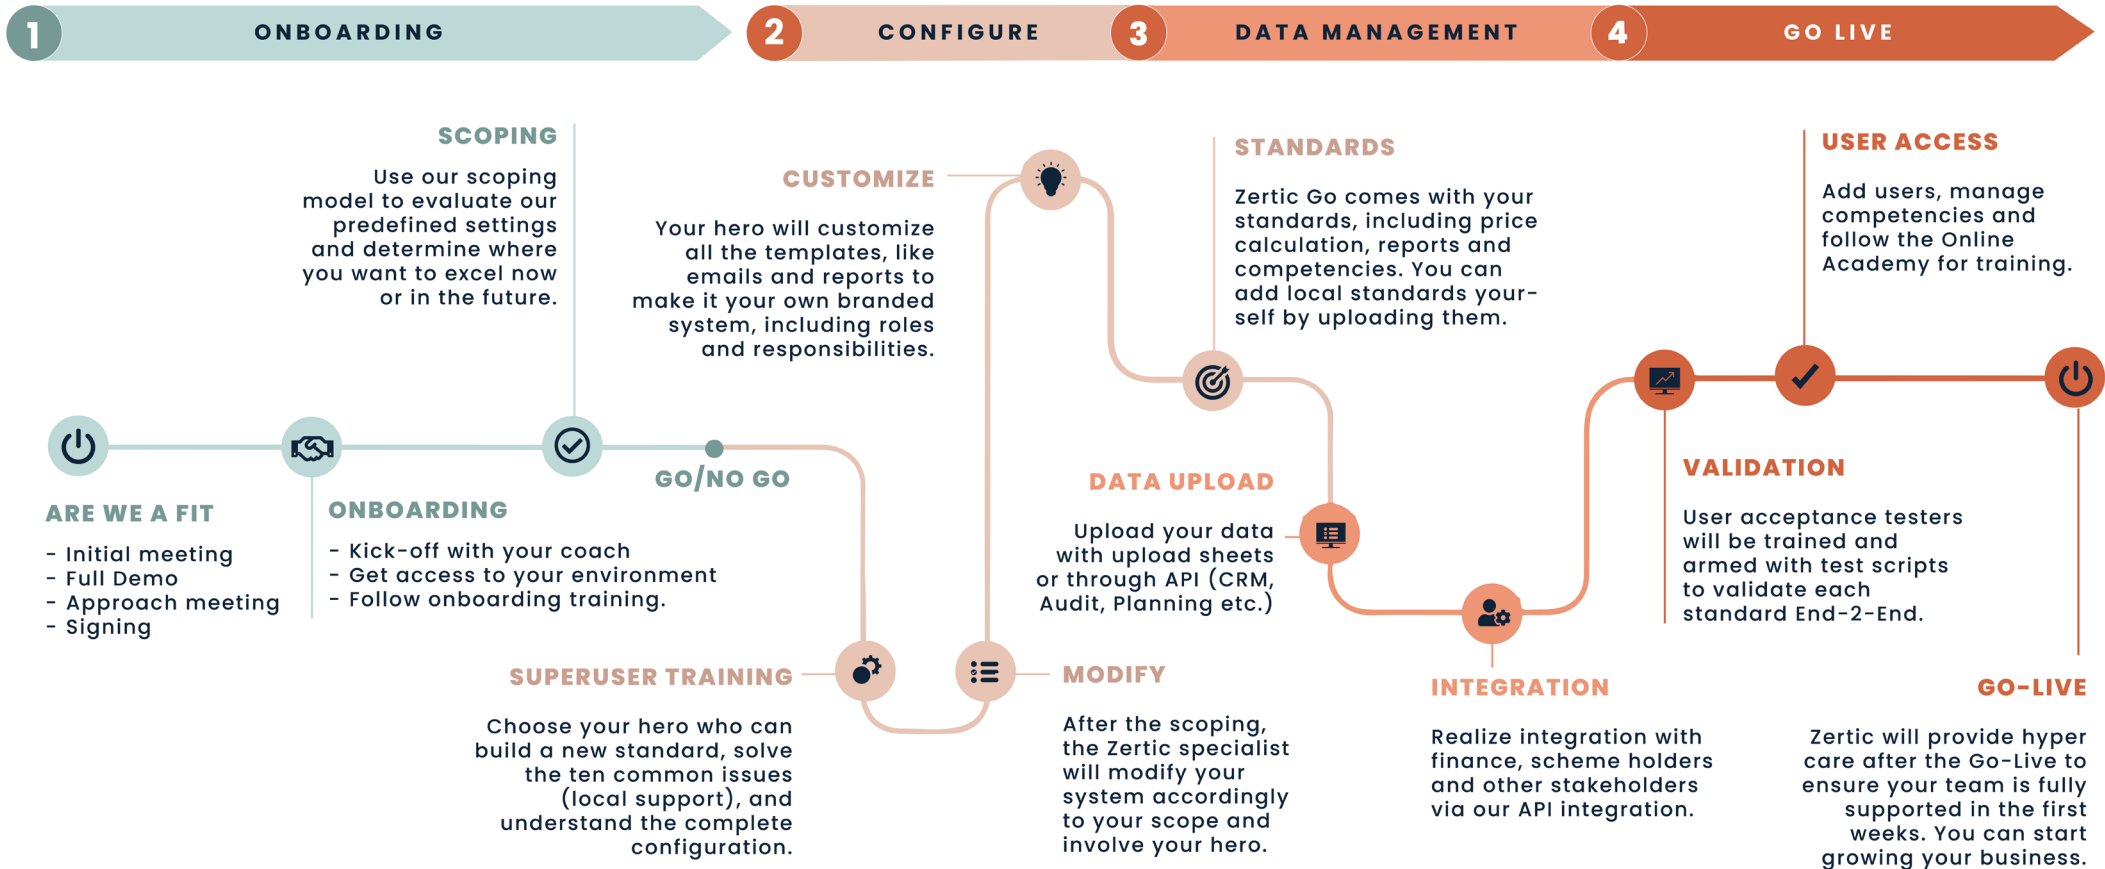 1 ONBOARDING
2 CONFIGURE
3 DATA MANAGEMENT
4 GO LIVE
SCOPING
Use our scoping
model to evaluate our
predefined settings
and determine where
you want to excel now
or in the future.
ARE WE A FIT
- Initial meeting
- Full Demo
- Approach meeting
- Signing
ONBOARDING
- Kick-off with your coach
- Get access to your environment
- Follow onboarding training.
GO/NO GO
SUPERUSER TRAINING
Choose your hero who can
build a new standard, solve
the ten common issues
(local support), and
understand the complete
configuration.
CUSTOMIZE
Your hero will customize
all the templates, like
emails and reports to
make it your own branded
system, including roles
and responsibilities.
MODIFY
After the scoping,
the Zertic specialist
will modify your
system accordingly
to your scope and
involve your hero.
STANDARDS
Zertic Go comes with your
standards, including price
calculation, reports and
competencies. You can
add local standards your-
self by uploading them.
DATA UPLOAD
Upload your data
with upload sheets
or through API (CRM,
Audit, Planning etc.)
INTEGRATION
Realize integration with
finance, scheme holders
and other stakeholders
via our API integration.
USER ACCESS
Add users, manage
competencies and
follow the Online
Academy for training.
VALIDATION
User acceptance testers
will be trained and
armed with test scripts
to validate each
standard End-2-End.
GO-LIVE
Zertic will provide hyper
care after the Go-Live to
ensure your team is fully
supported in the first
weeks. You can start
growing your business.